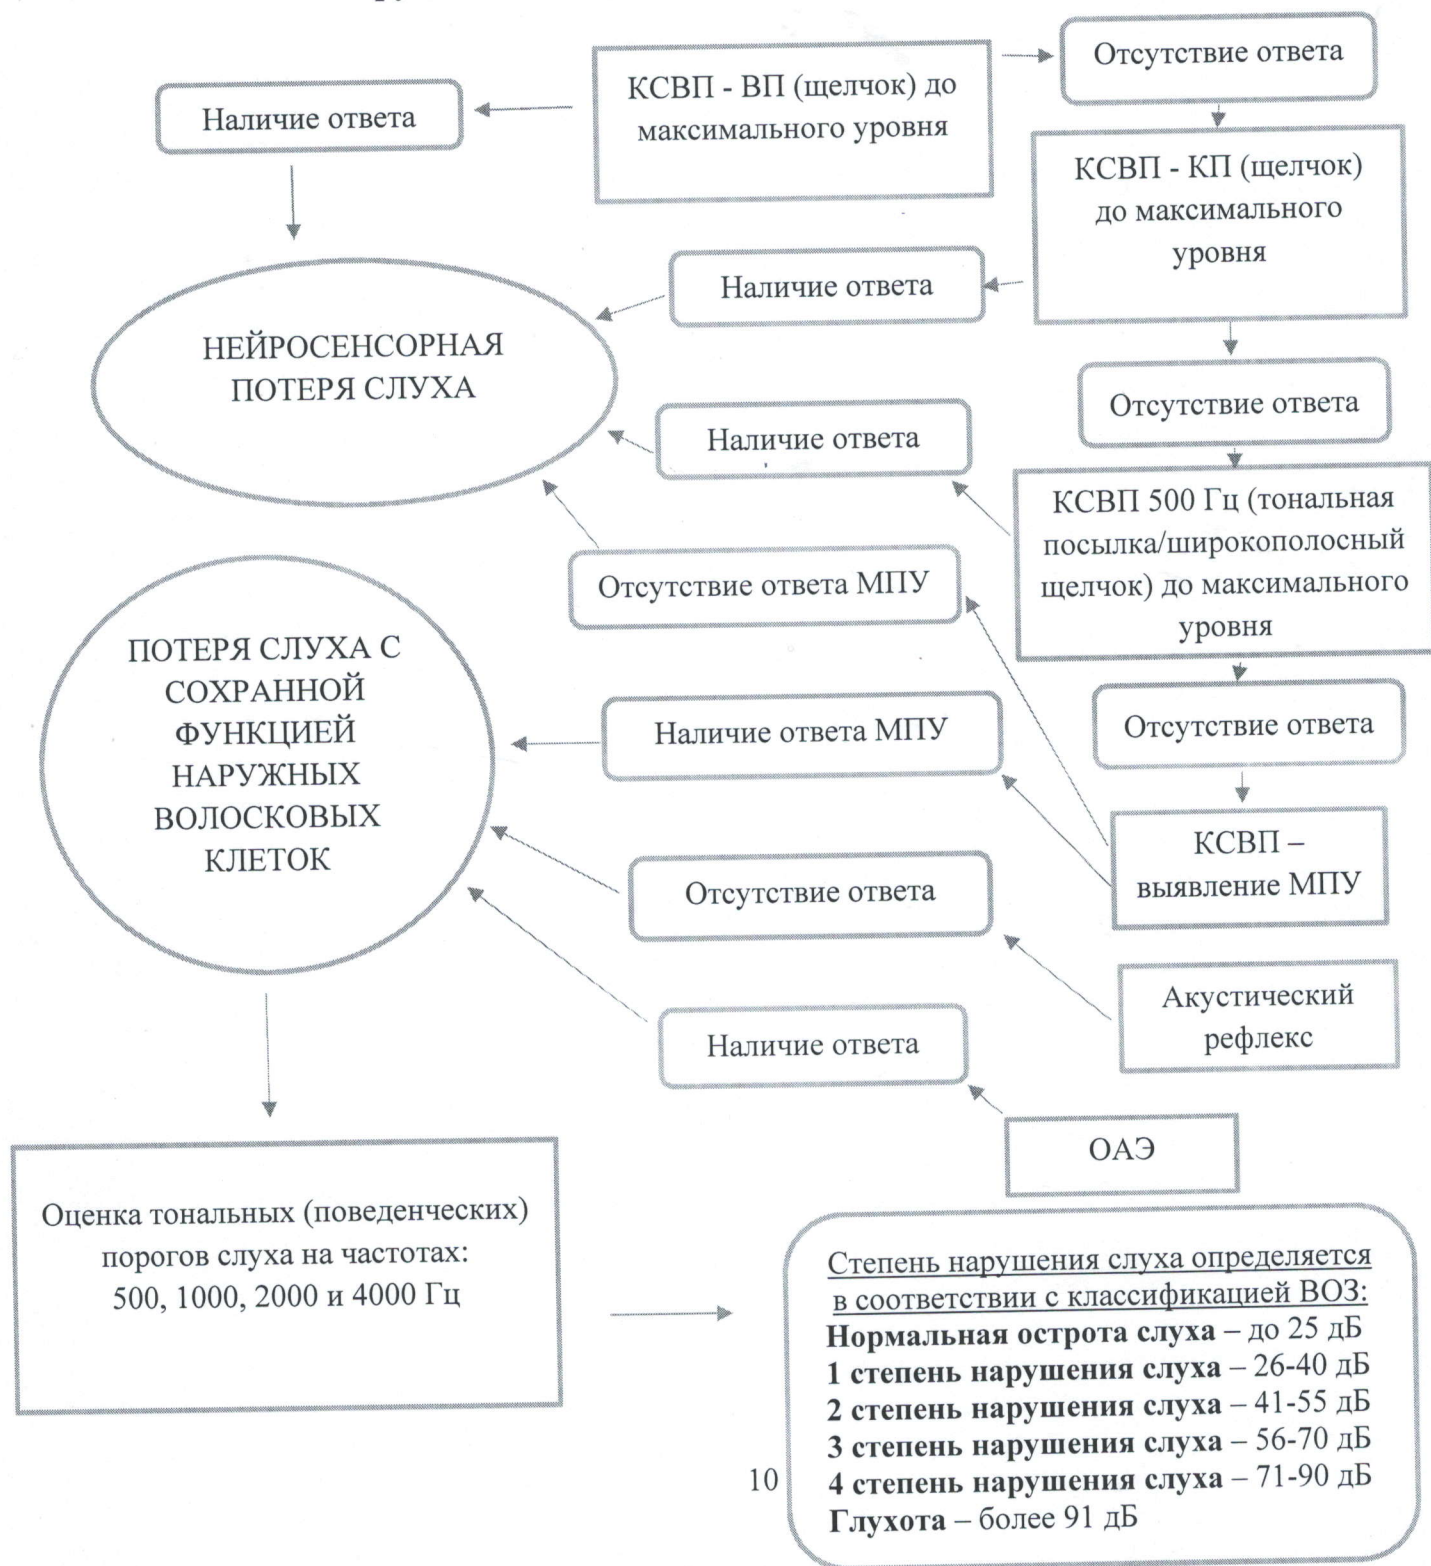 Отсутствие ответа
КСВП - ВП (щелчок) до
максимального уровня
Наличие ответа
КСВП - КП (щелчок)
до максимального
уровня
Наличие ответа
НЕЙРОСЕНСОРНАЯ
ПОТЕРЯ СЛУХА
Отсутствие ответа
Наличие ответа
КСВП 500 Гц (тональная
посылка/широкополосный
щелчок) до максимального
уровня
Отсутствие ответа МПУ
ПОТЕРЯ СЛУХА С
СОХРАННОЙ
ФУНКЦИЕЙ
НАРУЖНЫХ
ВОЛОСКОВЫХ
КЛЕТОК
Наличие ответа МПУ
Отсутствие ответа
КСВП –
выявление МПУ
Отсутствие ответа
Акустический
рефлекс
Наличие ответа
ОАЭ
Оценка тональных (поведенческих)
порогов слуха на частотах:
500, 1000, 2000 и 4000 Гц
Степень нарушения слуха определяется
в соответствии с классификацией ВОЗ:
Нормальная острота слуха – до 25 дБ
1 степень нарушения слуха – 26-40 дБ
2 степень нарушения слуха – 41-55 дБ
3 степень нарушения слуха – 56-70 дБ
4 степень нарушения слуха – 71-90 дБ
Глухота – более 91 дБ
10